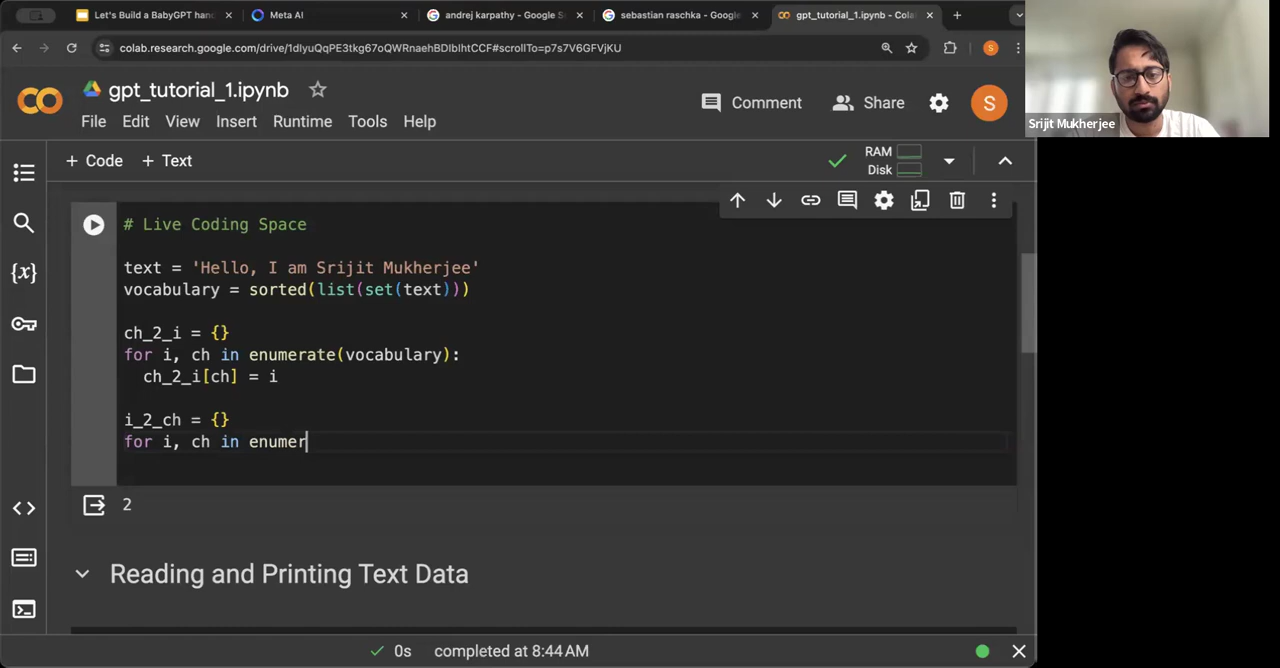 Let's Build a BabyGPT han
Meta AI
andrej karpathy - Google S
sebastian raschka - Google
gpt_tutorial_1.ipynb - Cola
colab.research.google.com/drive/1dIyuQqPE3tkg67oQWRnaehBDIbIhtCCF#scrollTo=p7s7V6GFVjKU
S
gpt_tutorial_1.ipynb
File Edit View Insert Runtime Tools Help
Comment
Share
S
Srijit Mukherjee
+ Code + Text
RAM
Disk
# Live Coding Space
text = 'Hello, I am Srijit Mukherjee'
vocabulary = sorted(list(set(text)))
ch_2_i = {}
for i, ch in enumerate(vocabulary):
ch_2_i[ch] = i
i_2_ch = {}
for i, ch in enumer
2
Reading and Printing Text Data
0s completed at 8:44 AM